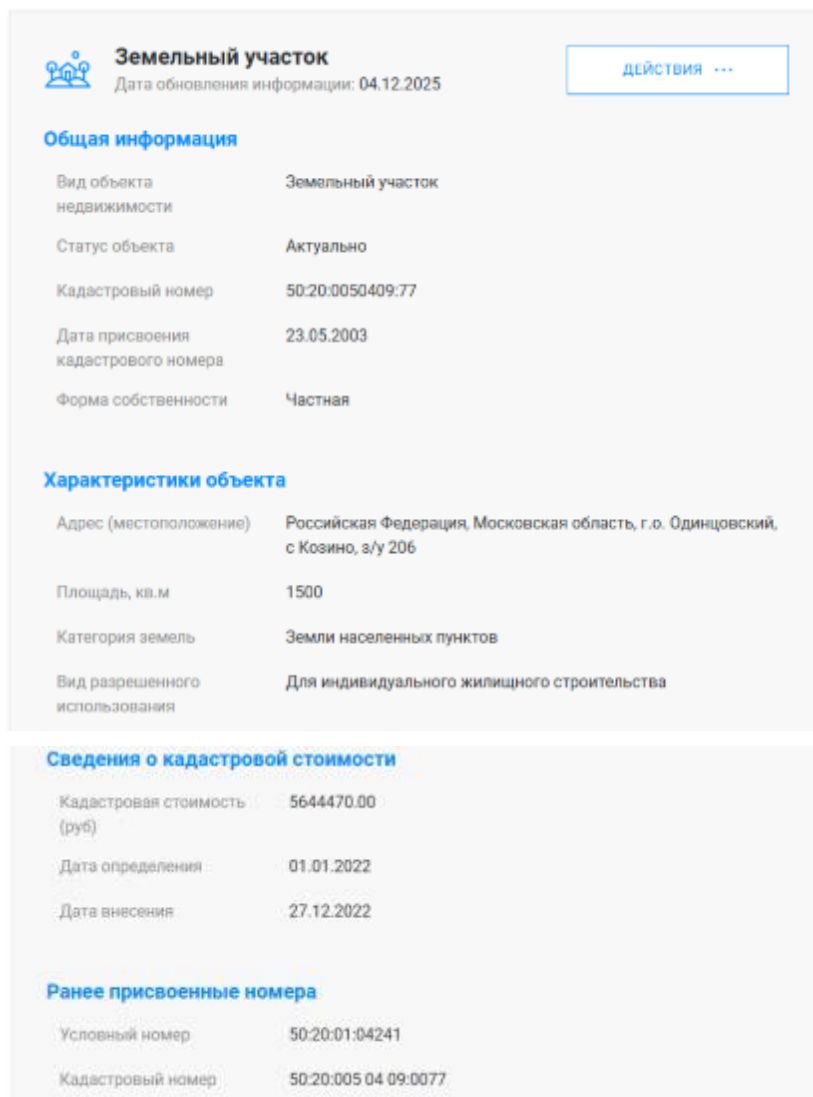 Земельный участок
ДЕЙСТВИЯ ···
Дата обновления информации: 04.12.2025
Общая информация
Вид объекта недвижимости
Земельный участок
Статус объекта
Актуально
Кадастровый номер
50:20:0050409:77
Дата присвоения кадастрового номера
23.05.2003
Форма собственности
Частная
Характеристики объекта
Адрес (местоположение)
Российская Федерация, Московская область, г.о. Одинцовский,
с Козино, з/у 206
Площадь, кв.м
1500
Категория земель
Земли населенных пунктов
Вид разрешенного использования
Для индивидуального жилищного строительства
Сведения о кадастровой стоимости
Кадастровая стоимость (руб)
5644470.00
Дата определения
01.01.2022
Дата внесения
27.12.2022
Ранее присвоенные номера
Условный номер
50:20:01:04241
Кадастровый номер
50:20:005 04 09:0077